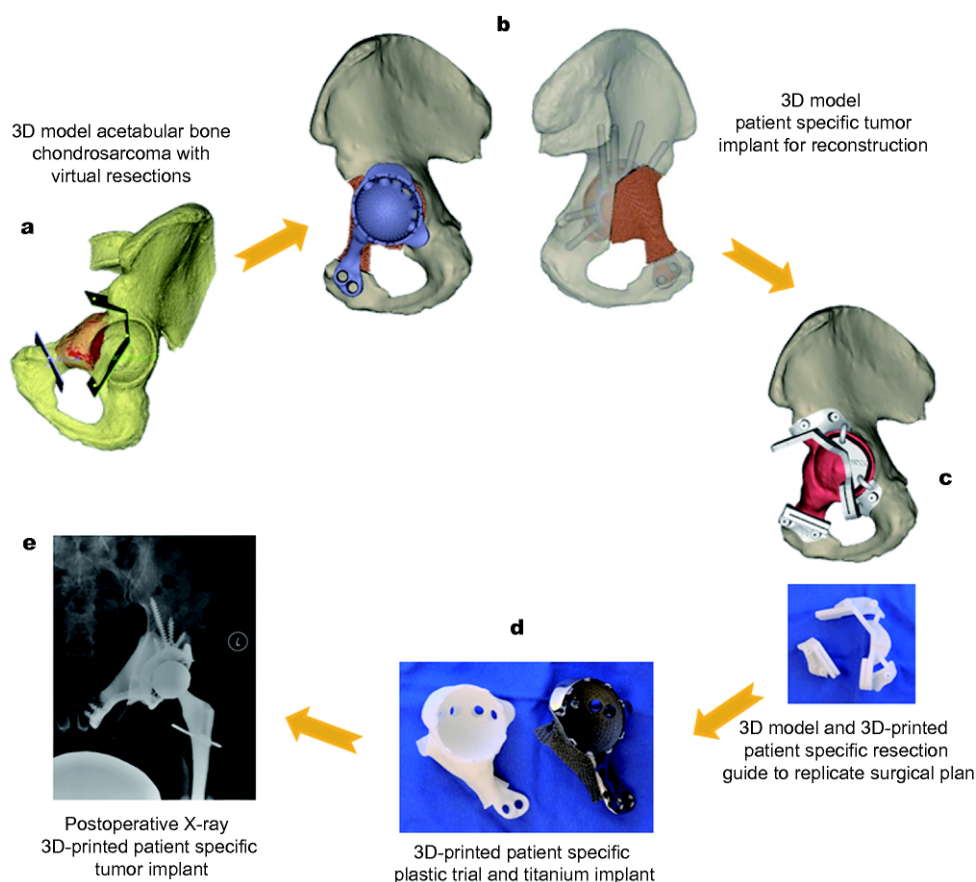 b
3D model acetabular bone
chondrosarcoma with
virtual resections
3D model
patient specific tumor
implant for reconstruction
a
c
e
L
d
3D model and 3D-printed
patient specific resection
guide to replicate surgical plan
Postoperative X-ray
3D-printed patient specific
tumor implant
3D-printed patient specific
plastic trial and titanium implant